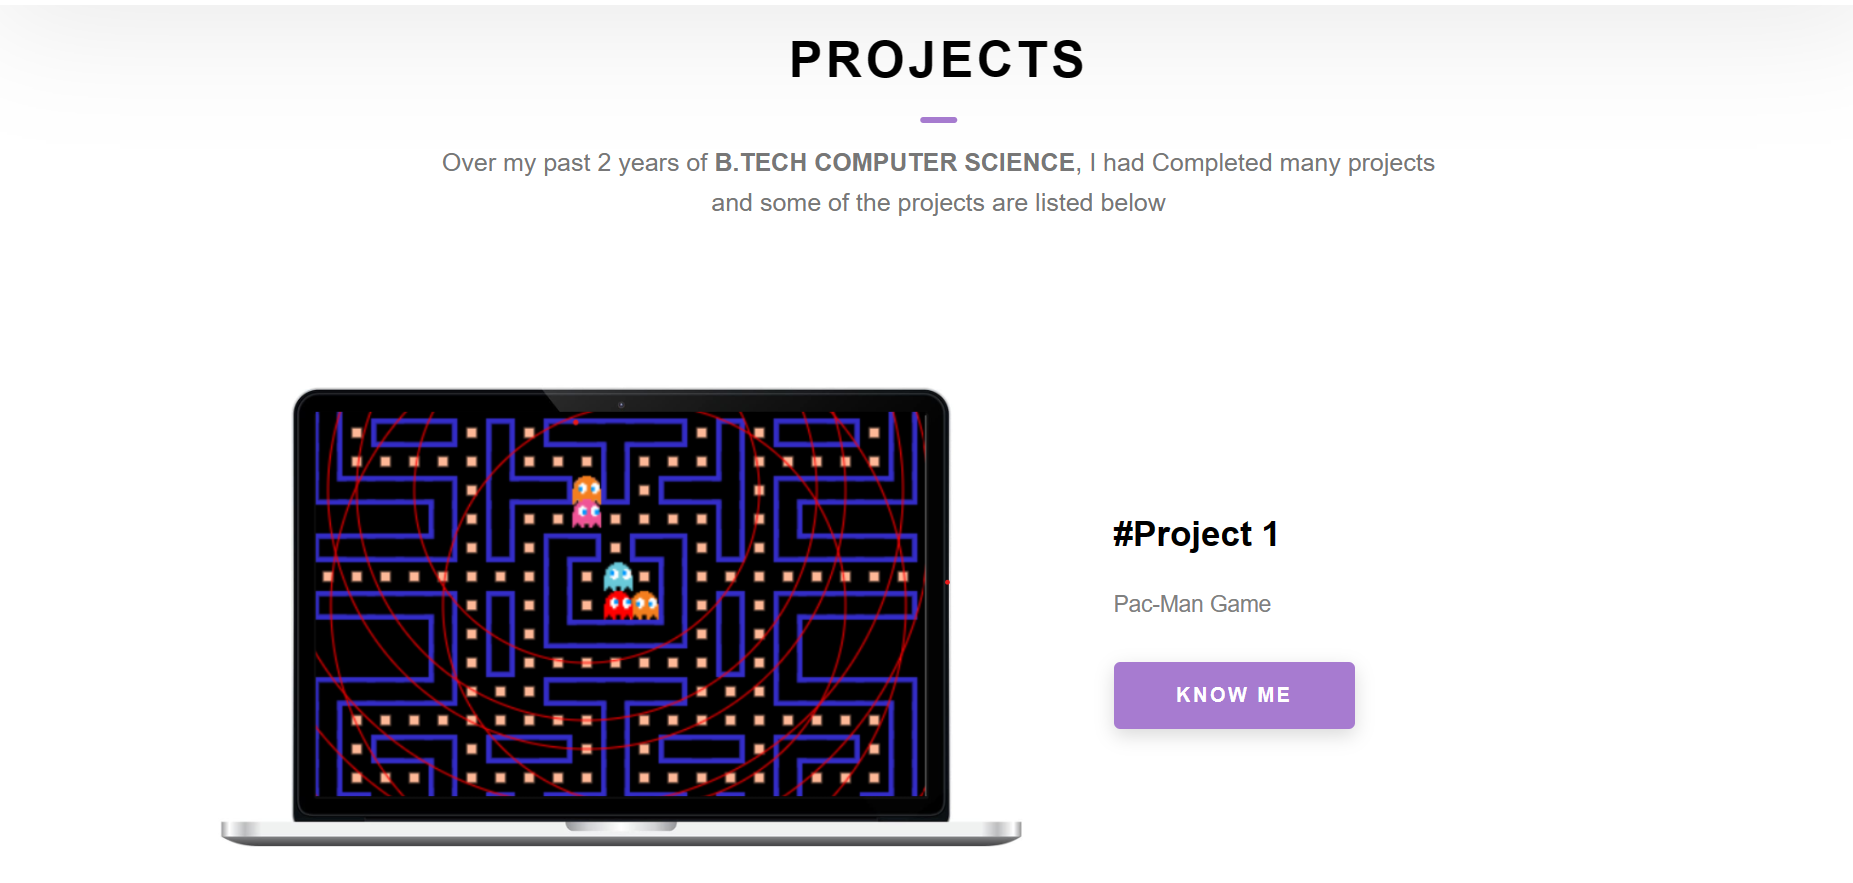 PROJECTS
Over my past 2 years of B.TECH COMPUTER SCIENCE, I had Completed many projects
and some of the projects are listed below
#Project 1
Pac-Man Game
KNOW ME